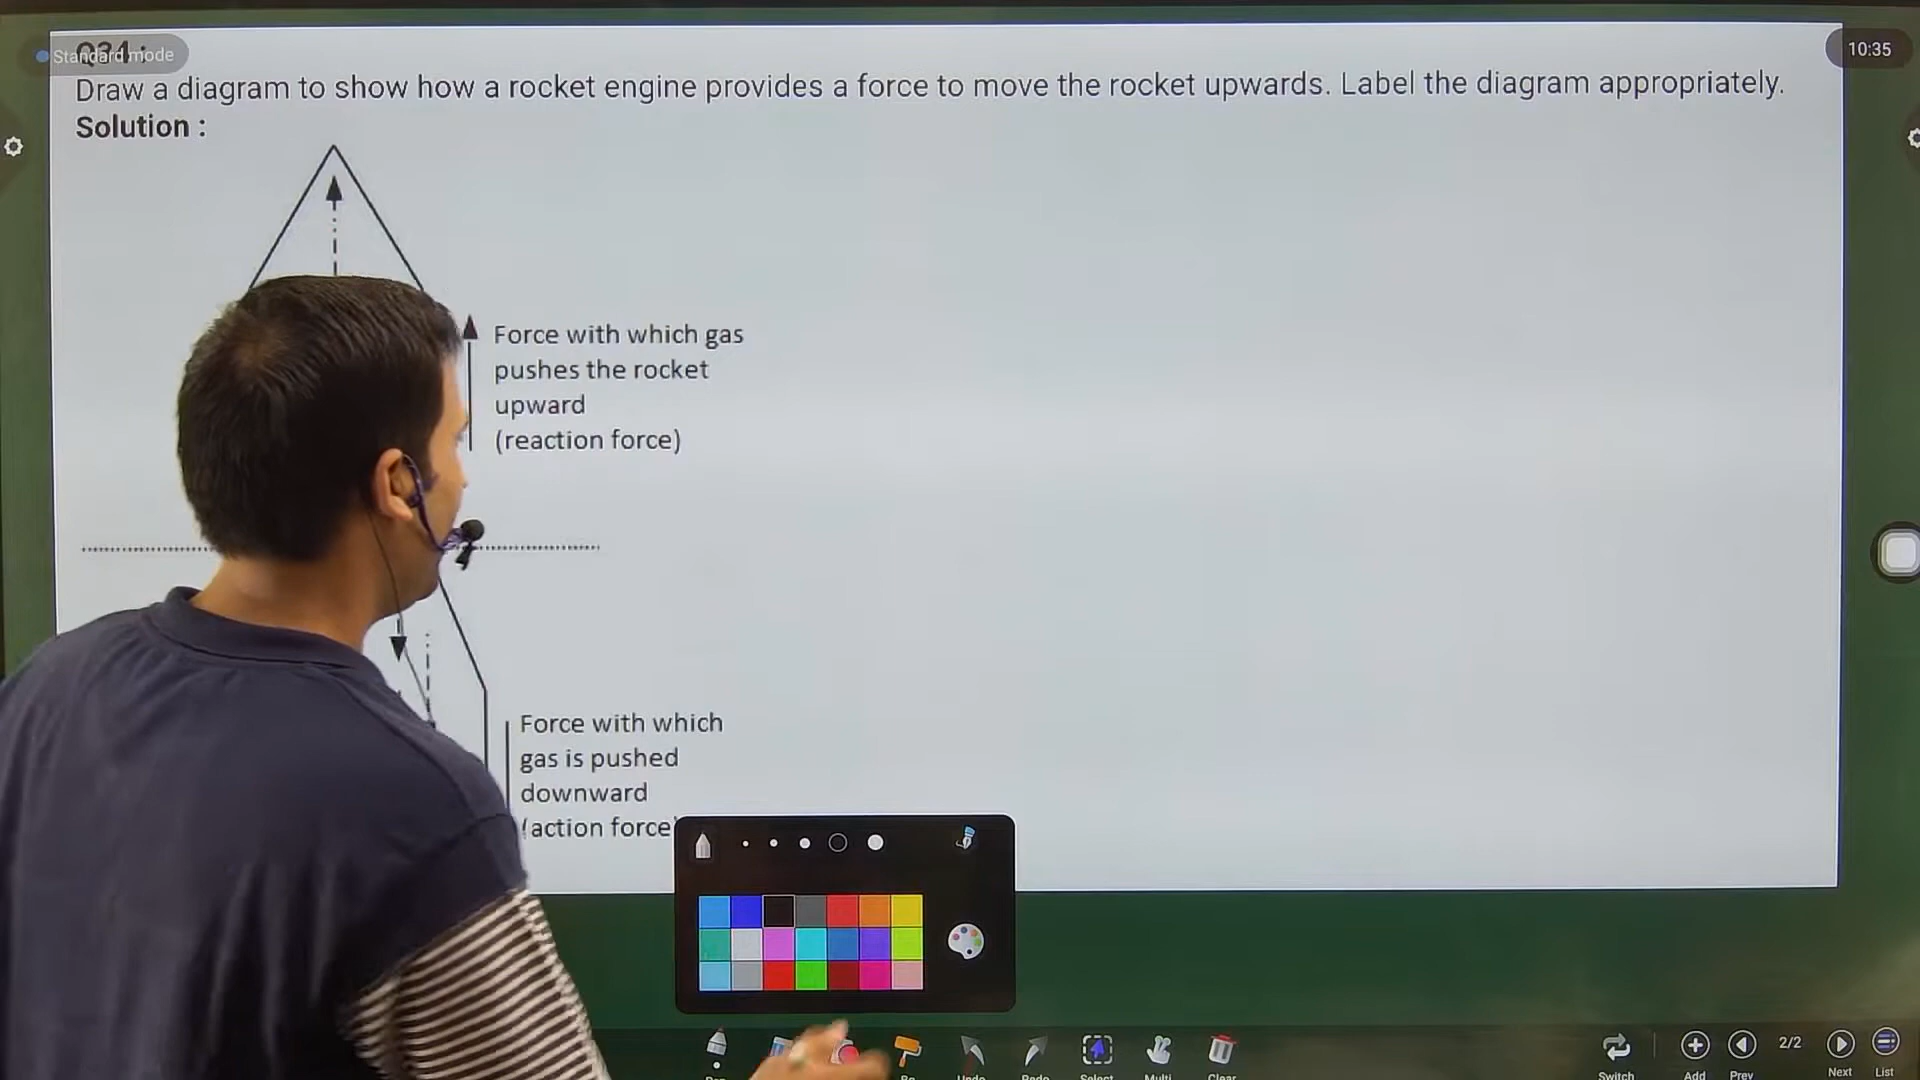 Q34 :
Standard mode
10:35
Draw a diagram to show how a rocket engine provides a force to move the rocket upwards. Label the diagram appropriately.
Solution :
Force with which gas
pushes the rocket
upward
(reaction force)
Force with which
gas is pushed
downward
(action force
Undo
Redo
Select
Multi
Clear
Switch
Add
Prev
2/2
Next
List